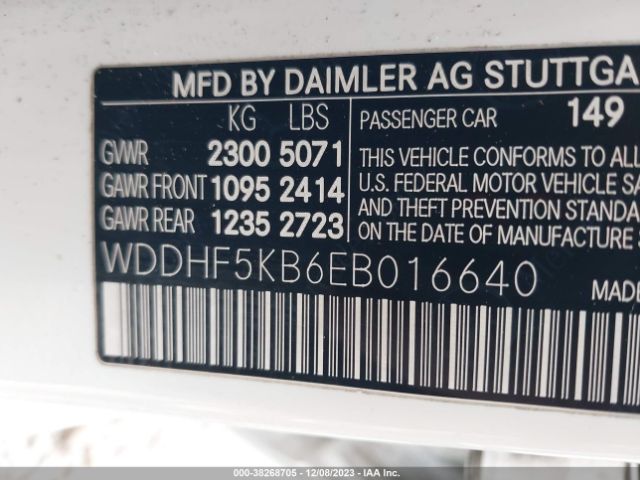 MFD BY DAIMLER AG STUTTGA
KG LBS
PASSENGER CAR 149
GVWR 2300 5071
GAWR FRONT 1095 2414
GAWR REAR 1235 2723
THIS VEHICLE CONFORMS TO ALL
U.S. FEDERAL MOTOR VEHICLE SA
AND THEFT PREVENTION STANDA
ON THE DATE OF MANUFACTURE
WDDHF5KB6EB016640
MADE
000-38268705 - 12/08/2023 - IAAI.com